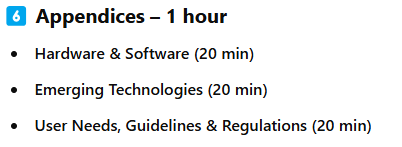 6 Appendices – 1 hour
• Hardware & Software (20 min)
• Emerging Technologies (20 min)
• User Needs, Guidelines & Regulations (20 min)